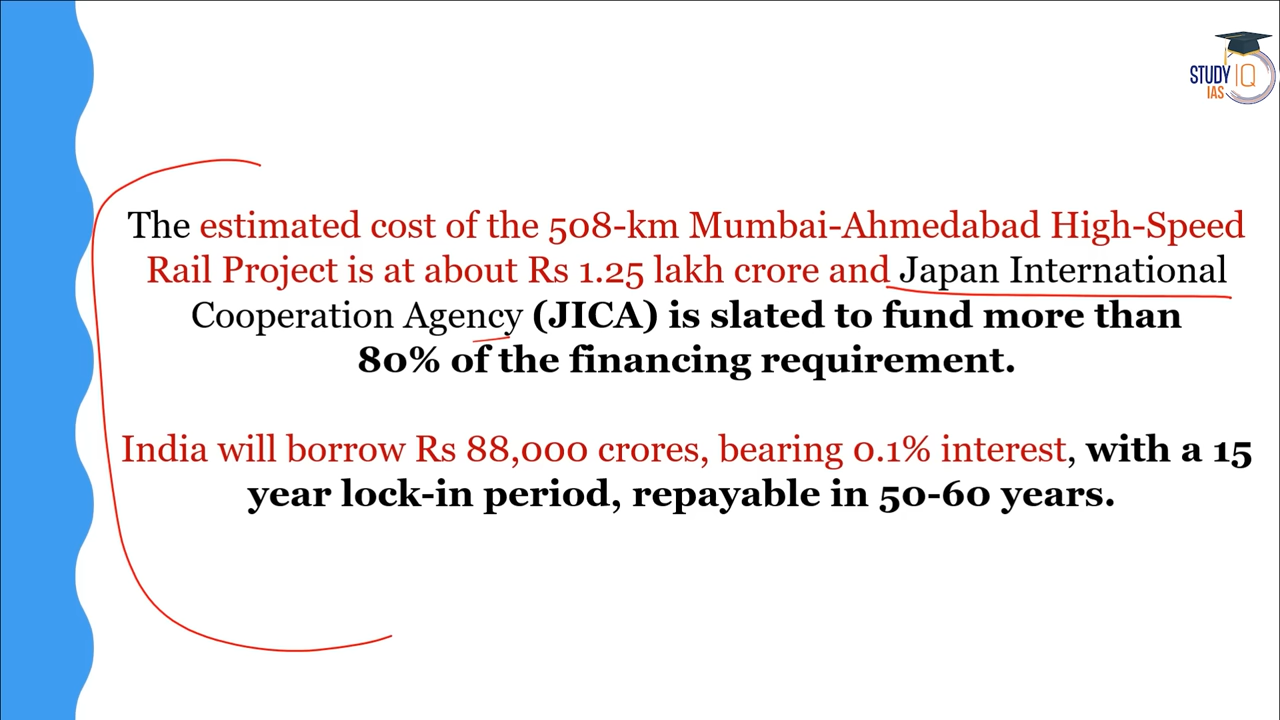 STUDY IQ
IAS
The estimated cost of the 508-km Mumbai-Ahmedabad High-Speed
Rail Project is at about Rs 1.25 lakh crore and Japan International
Cooperation Agency (JICA) is slated to fund more than
80% of the financing requirement.
India will borrow Rs 88,000 crores, bearing 0.1% interest, with a 15
year lock-in period, repayable in 50-60 years.